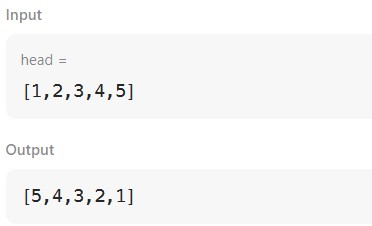 Input
head =
[1,2,3,4,5]
Output
[5,4,3,2,1]